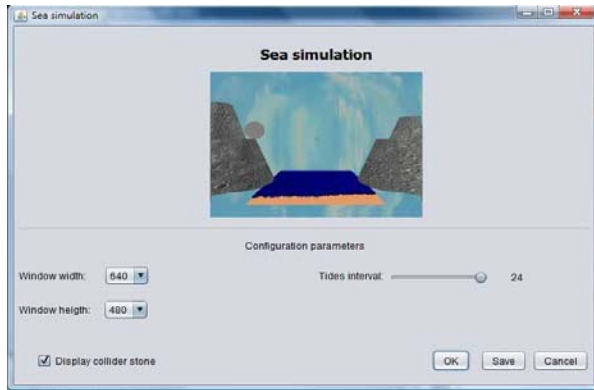 Sea simulation
Sea simulation
Configuration parameters
Window width: 640 Tides interval: 24
Window heigth: 480
Display collider stone OK Save Cancel